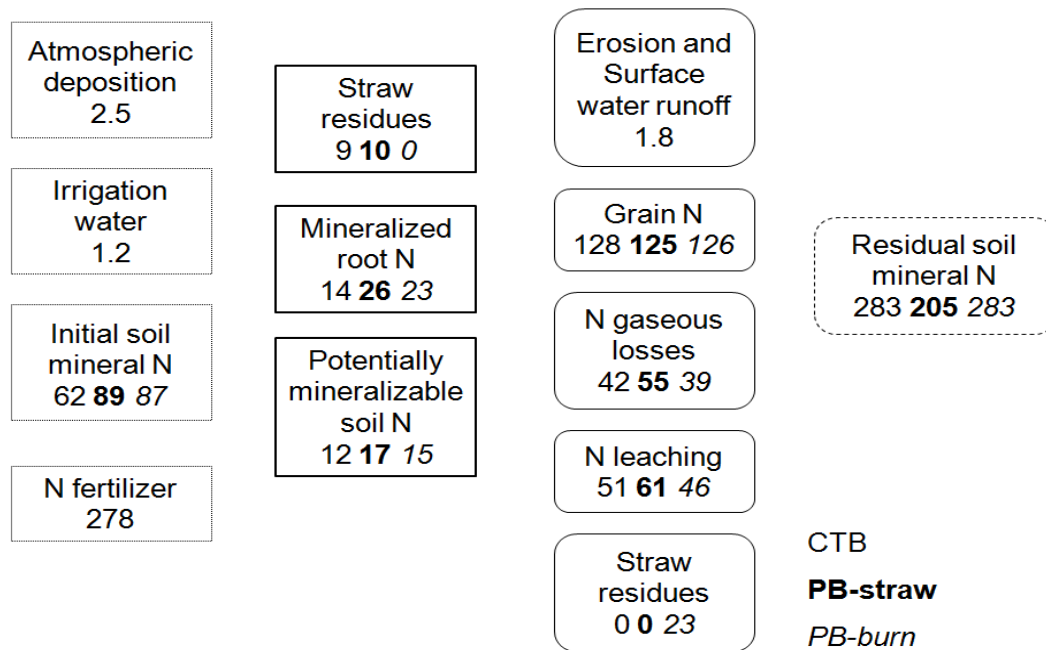 Atmospheric
deposition
2.5
Irrigation
water
1.2
Initial soil
mineral N
62 89 87
N fertilizer
278
Straw
residues
9 10 0
Mineralized
root N
14 26 23
Potentially
mineralizable
soil N
12 17 15
Erosion and
Surface
water runoff
1.8
Grain N
128 125 126
N gaseous
losses
42 55 39
N leaching
51 61 46
Straw
residues
0 0 23
Residual soil
mineral N
283 205 283
CTB
PB-straw
PB-burn